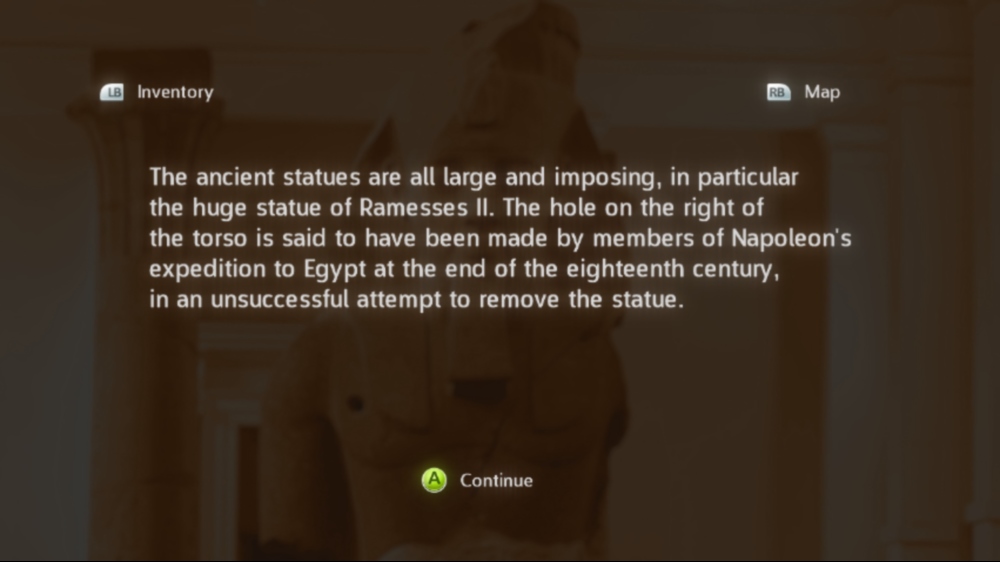 LB Inventory
RB Map
The ancient statues are all large and imposing, in particular
the huge statue of Ramesses II. The hole on the right of
the torso is said to have been made by members of Napoleon's
expedition to Egypt at the end of the eighteenth century,
in an unsuccessful attempt to remove the statue.
A Continue